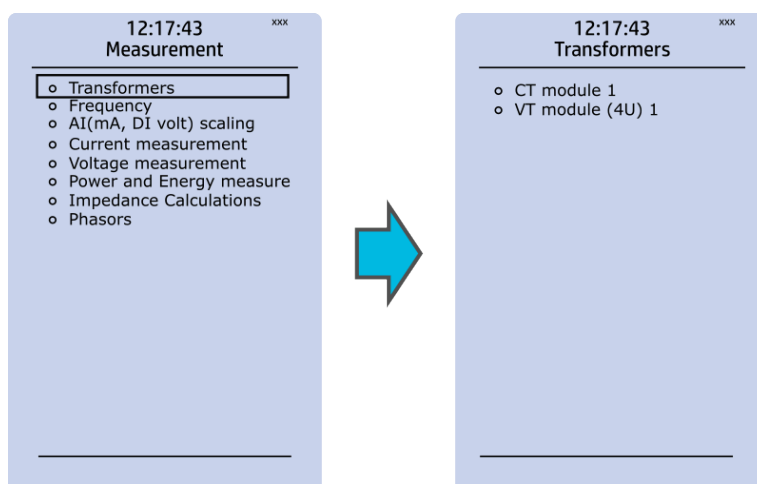 12:17:43 xxx
Measurement
Transformers
Frequency
AI(mA, DI volt) scaling
Current measurement
Voltage measurement
Power and Energy measure
Impedance Calculations
Phasors
12:17:43 xxx
Transformers
CT module 1
VT module (4U) 1